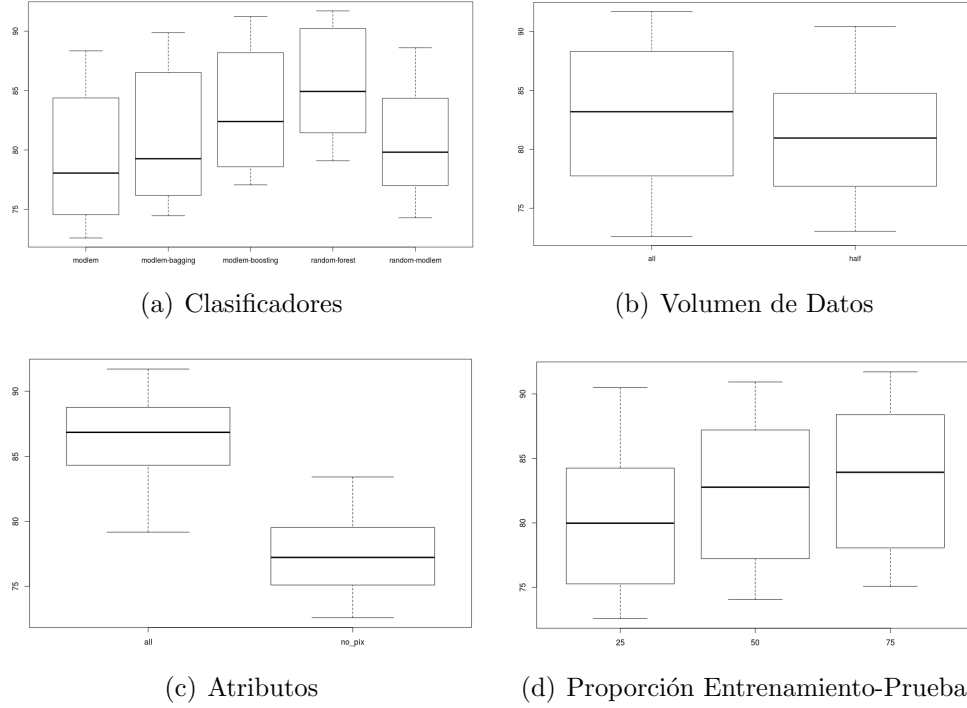 90
85
80
75
modlem modlem-bagging modlem-boosting random-forest random-modlem
(a) Clasificadores
90
85
80
75
all half
(b) Volumen de Datos
90
85
80
75
all no_pix
(c) Atributos
90
85
80
75
25 50 75
(d) Proporción Entrenamiento-Prueba